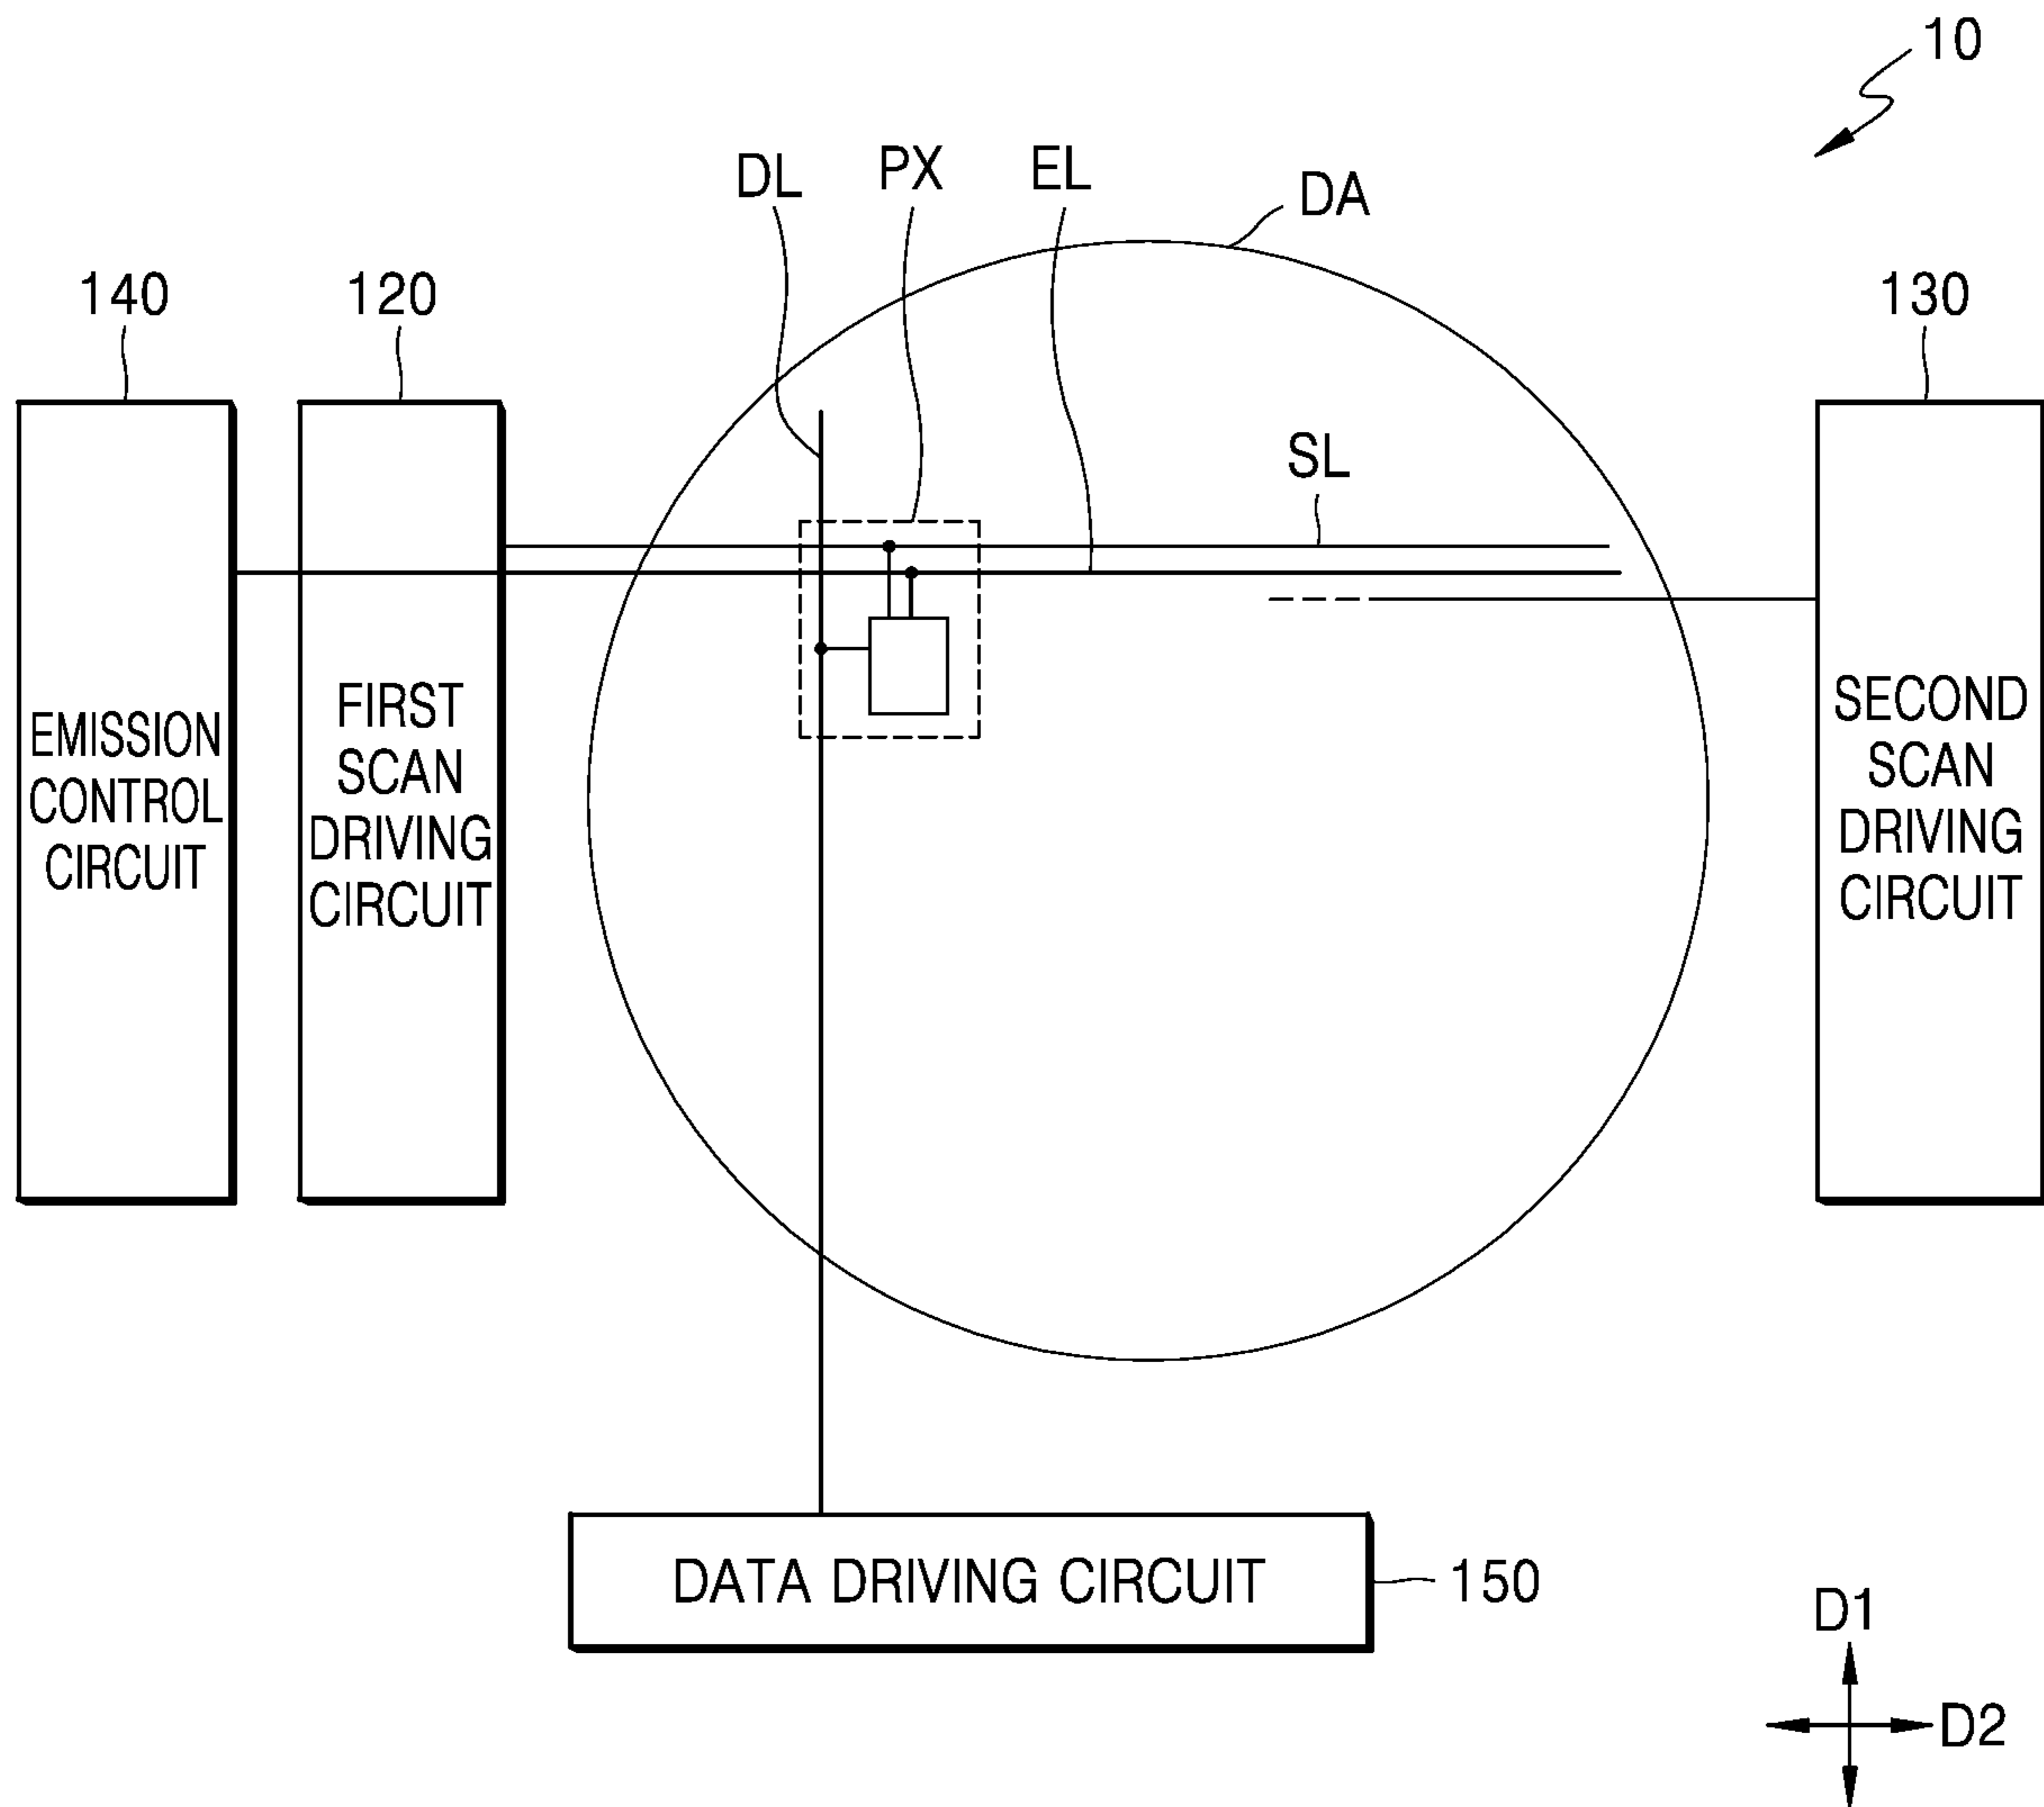 10
DL
PX
EL
DA
140
120
130
SL
EMISSION
CONTROL
CIRCUIT
FIRST
SCAN
DRIVING
CIRCUIT
SECOND
SCAN
DRIVING
CIRCUIT
DATA DRIVING CIRCUIT
150
D1
D2